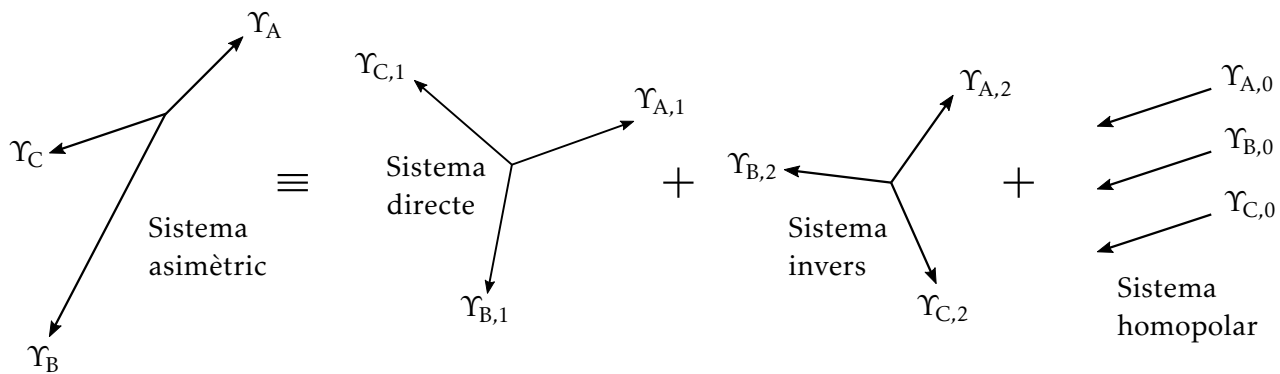 ϒA
ϒC
ϒB
Sistema
asimètric
≡
ϒC,1
ϒA,1
ϒB,1
Sistema
directe
+
ϒA,2
ϒB,2
ϒC,2
Sistema
invers
+
ϒA,0
ϒB,0
ϒC,0
Sistema
homopolar